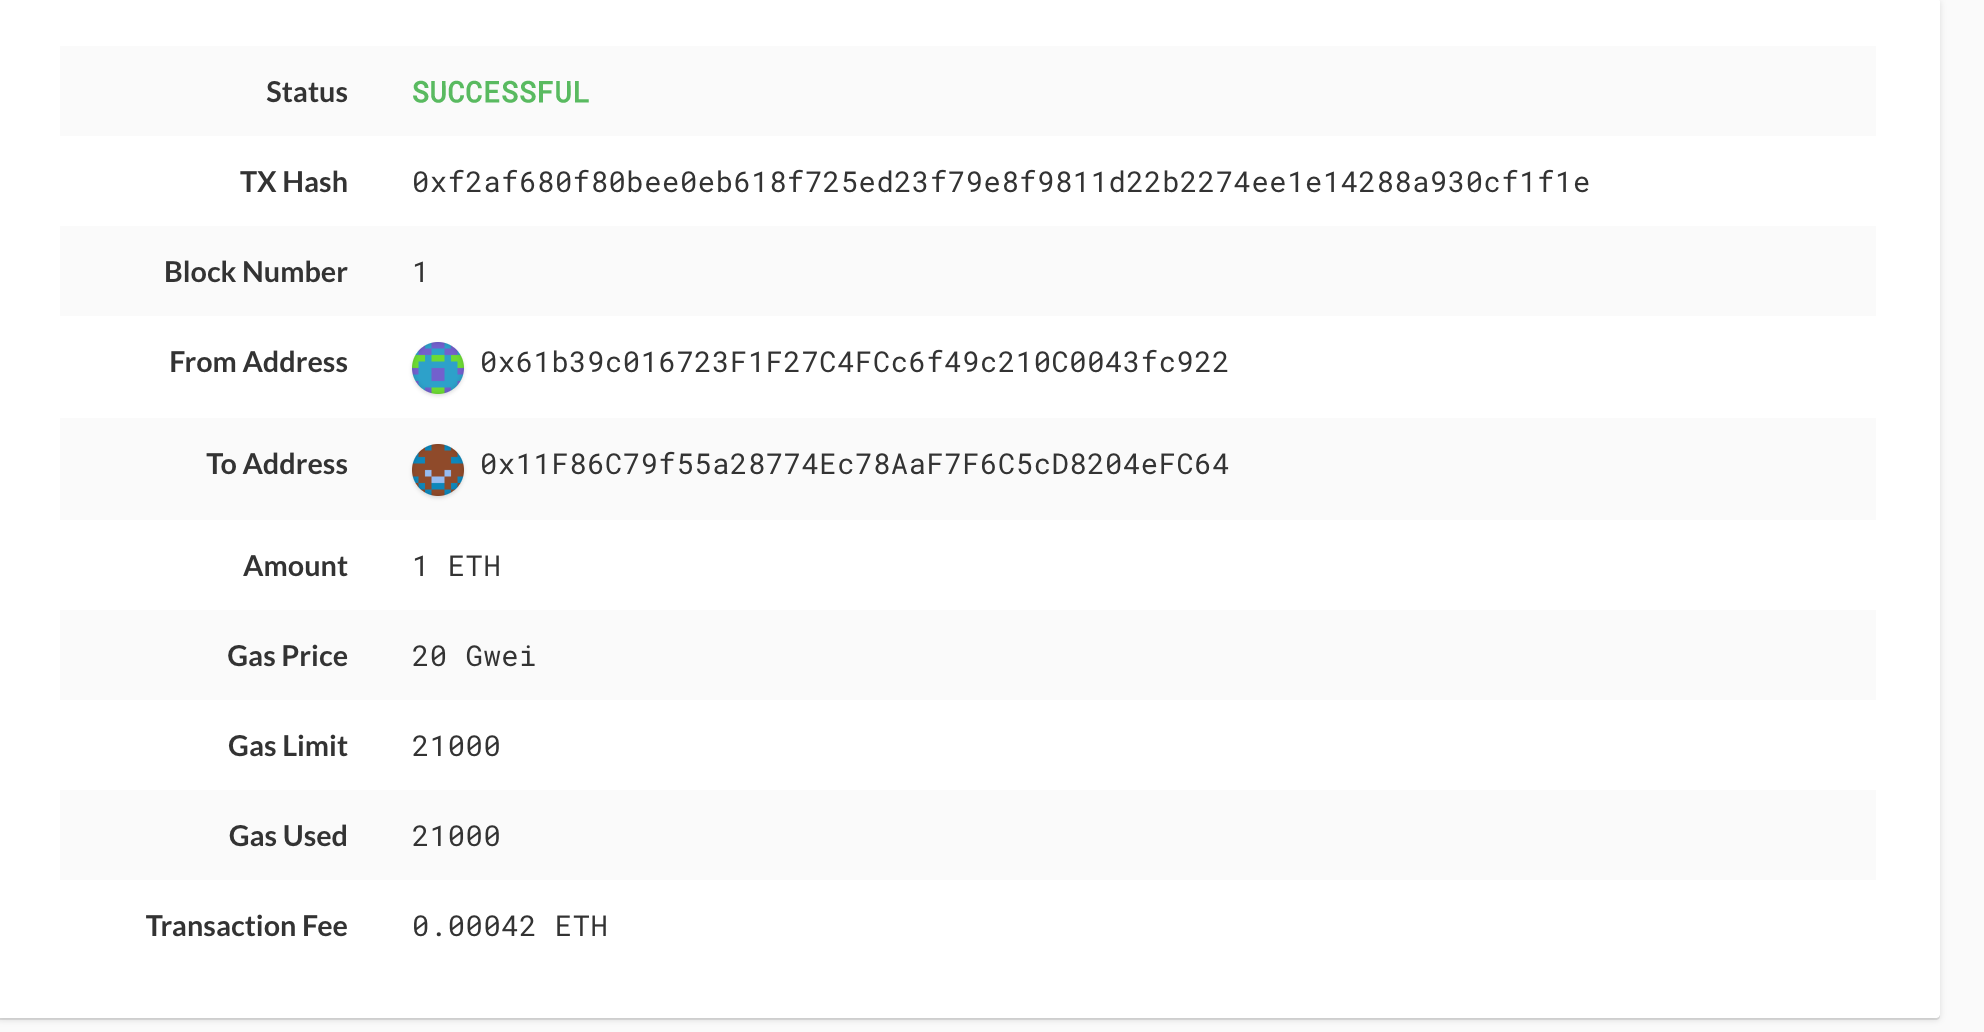 Status SUCCESSFUL
TX Hash 0xf2af680f80bee0eb618f725ed23f79e8f9811d22b2274ee1e14288a930cf1f1e
Block Number 1
From Address 0x61b39c016723F1F27C4FCc6f49c210C0043fc922
To Address 0x11F86C79f55a28774Ec78AaF7F6C5cD8204eFC64
Amount 1 ETH
Gas Price 20 Gwei
Gas Limit 21000
Gas Used 21000
Transaction Fee 0.00042 ETH